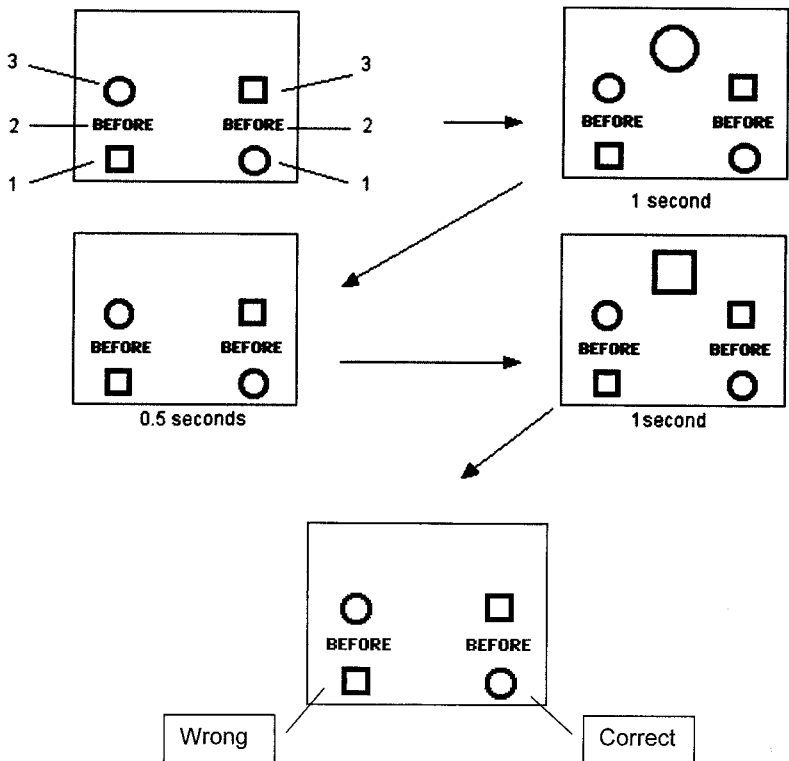 3
3
2
BEFORE
BEFORE
2
1
1
BEFORE
BEFORE
1 second
BEFORE
BEFORE
0.5 seconds
BEFORE
BEFORE
1second
BEFORE
BEFORE
Wrong
Correct